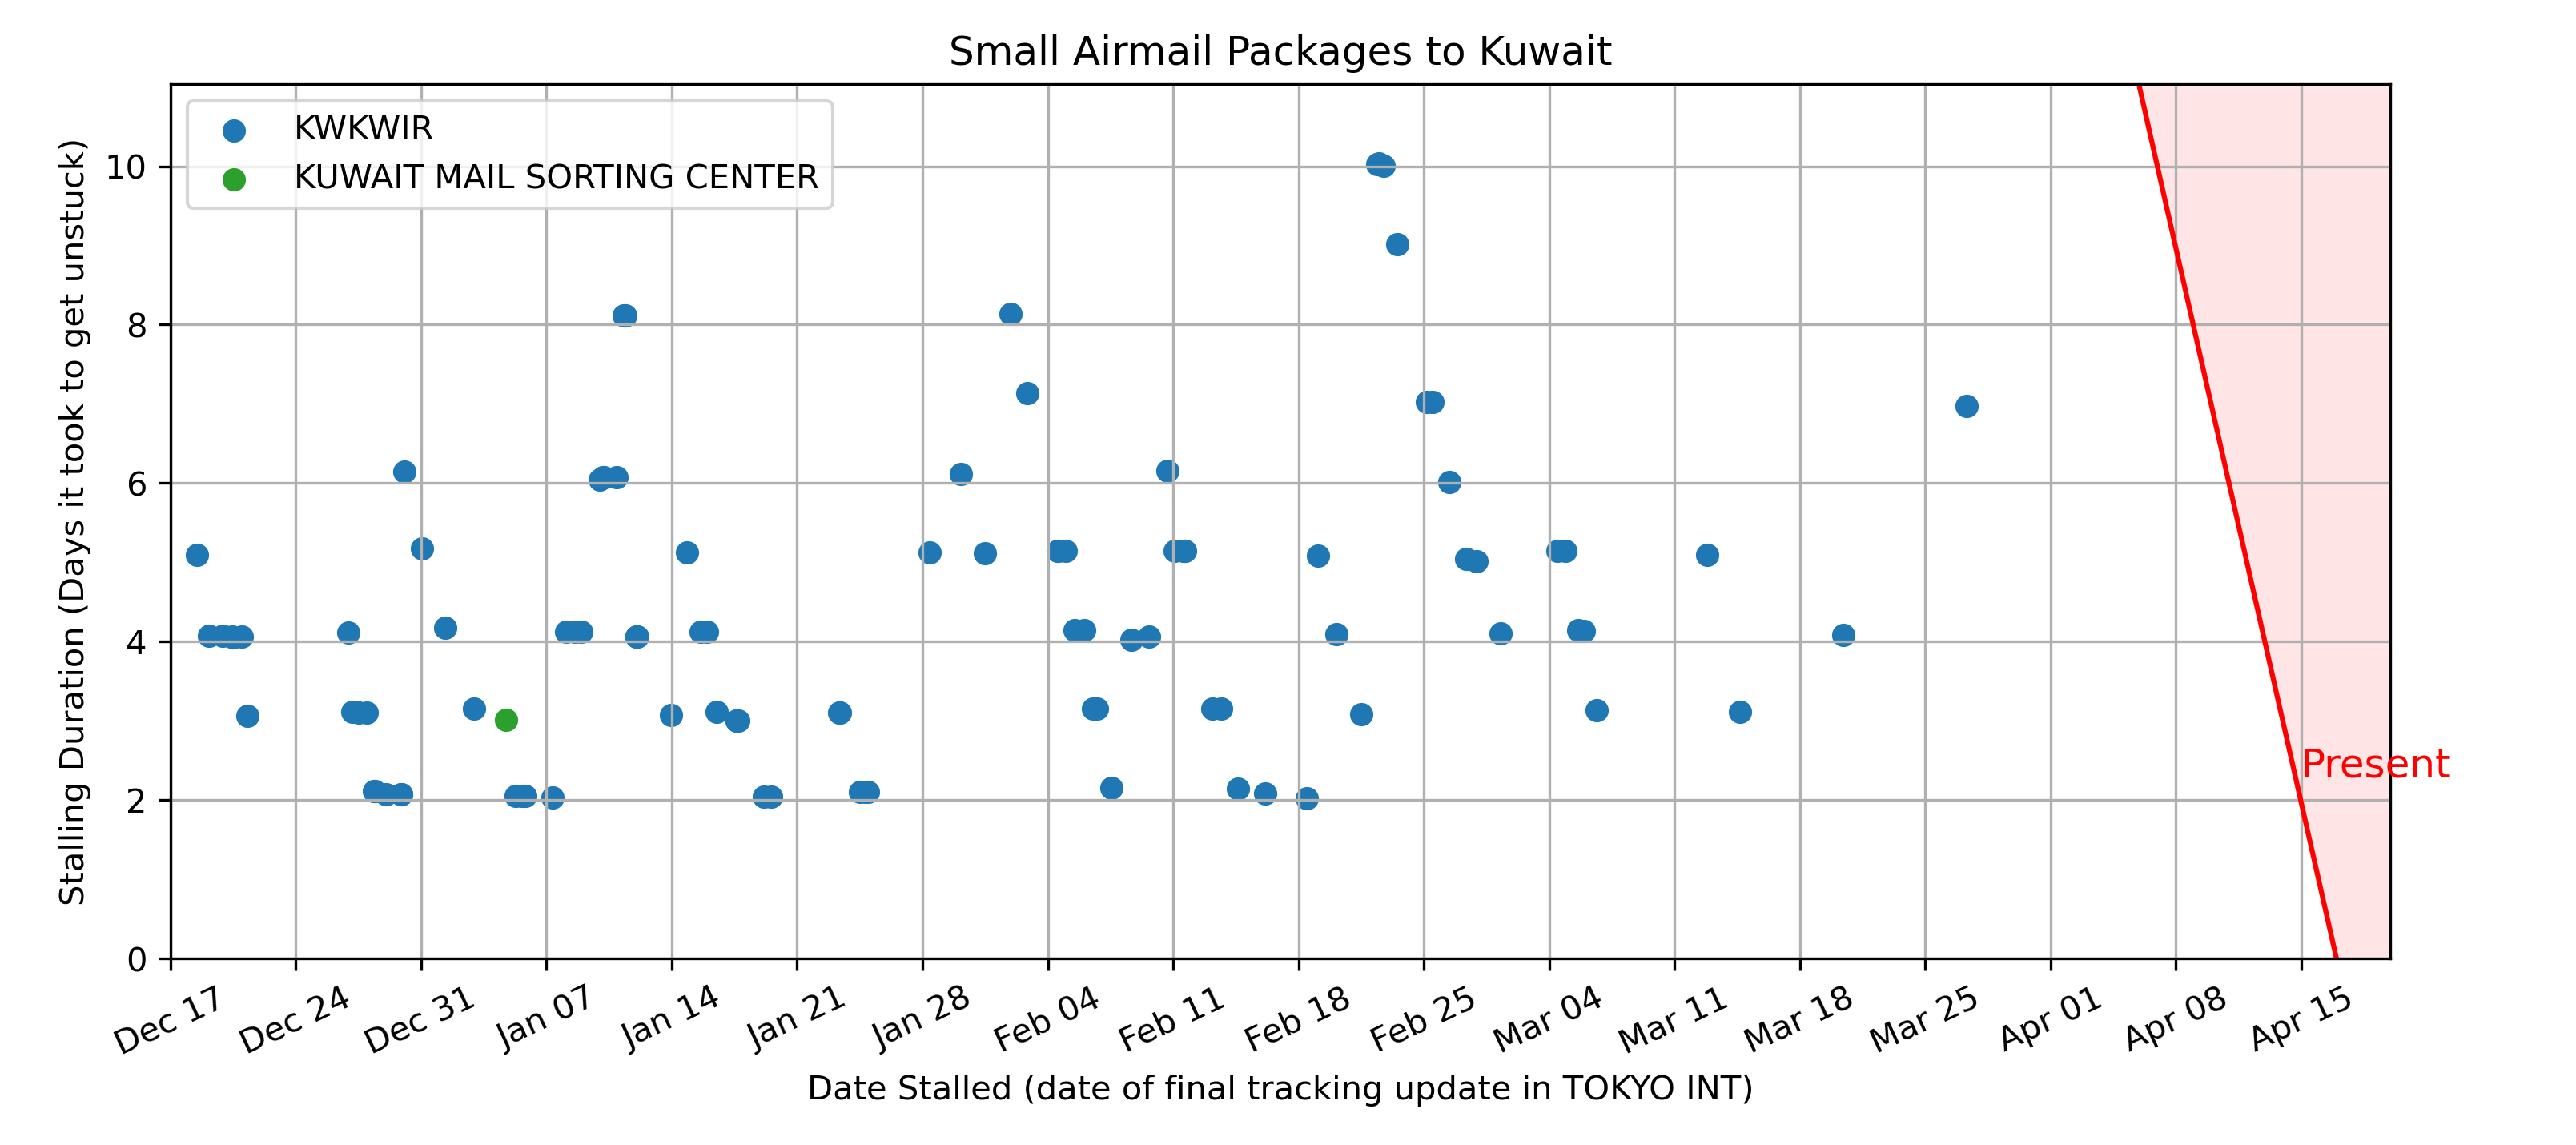 Small Airmail Packages to Kuwait
KWKWIR
KUWAIT MAIL SORTING CENTER
Stalling Duration (Days it took to get unstuck)
10
8
6
4
2
0
Present
Dec 17
Dec 24
Dec 31
Jan 07
Jan 14
Jan 21
Jan 28
Feb 04
Feb 11
Feb 18
Feb 25
Mar 04
Mar 11
Mar 18
Mar 25
Apr 01
Apr 08
Apr 15
Date Stalled (date of final tracking update in TOKYO INT)